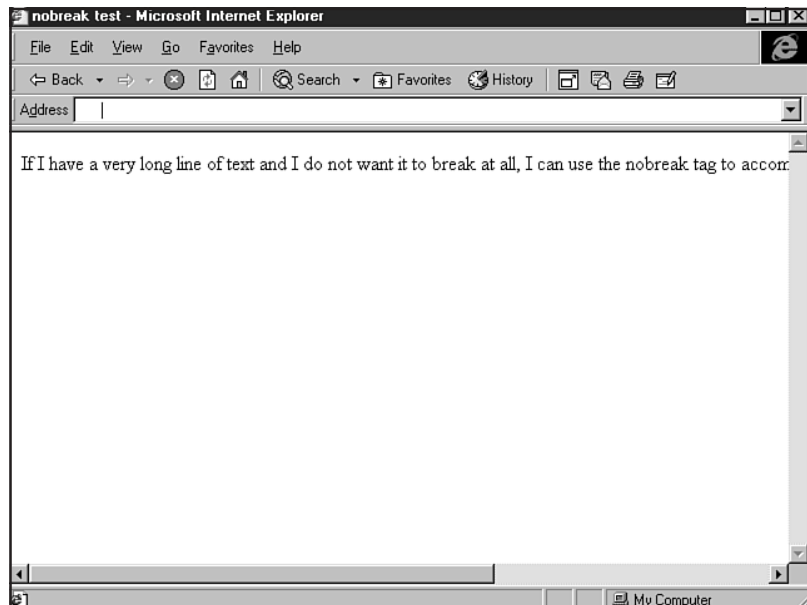 nobreak test - Microsoft Internet Explorer
File Edit View Go Favorites Help
Back Search Favorites History
Address
If I have a very long line of text and I do not want it to break at all, I can use the nobreak tag to accom
My Computer